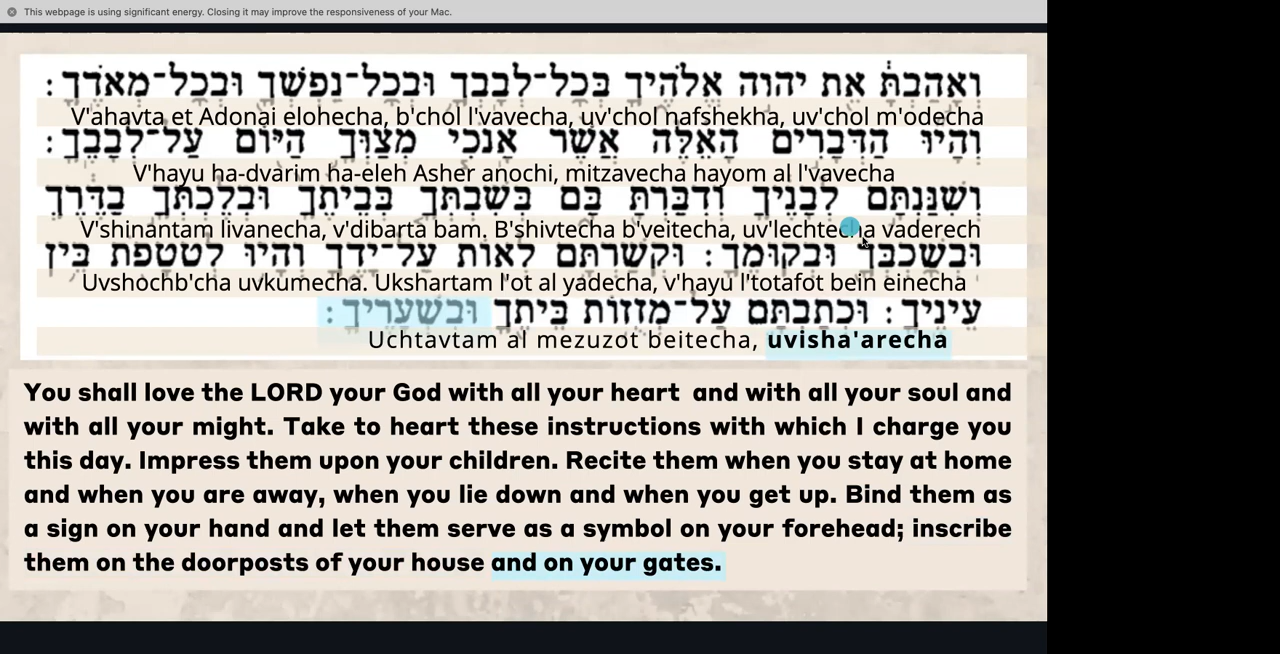 This webpage is using significant energy. Closing it may improve the responsiveness of your Mac.
וְאָהַבְתָּ֫ אֵת יְהוָֹה אֱלֹהֶיךָ בְּכָל־לְבָבְךָ וּבְכָל־נַפְשְׁךָ וּבְכָל־מְאֹדֶךָ :
V'ahavta et Adonai elohecha, b'chol l'vavecha, uv'chol nafshekha, uv'chol m'odecha
וְהָיוּ הַדְּבָרִים הָאֵלֶּה אֲשֶׁר אָנֹכִי מְצַוְּךָ הַיּוֹם עַל־לְבָבֶךָ :
V'hayu ha-dvarim ha-eleh Asher anochi, mitzavecha hayom al l'vavecha
וְשִׁנַּנְתָּם לְבָנֶיךָ וְדִבַּרְתָּ בָּם בְּשִׁבְתְּךָ בְּבֵיתֶךָ וּבְלֶכְתְּךָ בַדֶּרֶךְ
V'shinantam livanecha, v'dibarta bam. B'shivtecha b'veitecha, uv'lechtecha vaderech
וּבְשָׁכְבְּךָ וּבְקוּמֶךָ : וּקְשַׁרְתָּם לְאוֹת עַל־יָדֶךָ וְהָיוּ לְטֹטָפֹת בֵּין
Uvshochb'cha uvkumecha. Ukshartam l'ot al yadecha, v'hayu l'totafot bein einecha
עֵינֶיךָ : וּכְתַבְתָּם עַל־מְזֻזוֹת בֵּיתֶךָ וּבִשְׁעָרֶיךָ :
Uchtavtam al mezuzot beitecha, uvisha'arecha
You shall love the LORD your God with all your heart and with all your soul and
with all your might. Take to heart these instructions with which I charge you
this day. Impress them upon your children. Recite them when you stay at home
and when you are away, when you lie down and when you get up. Bind them as
a sign on your hand and let them serve as a symbol on your forehead; inscribe
them on the doorposts of your house and on your gates.